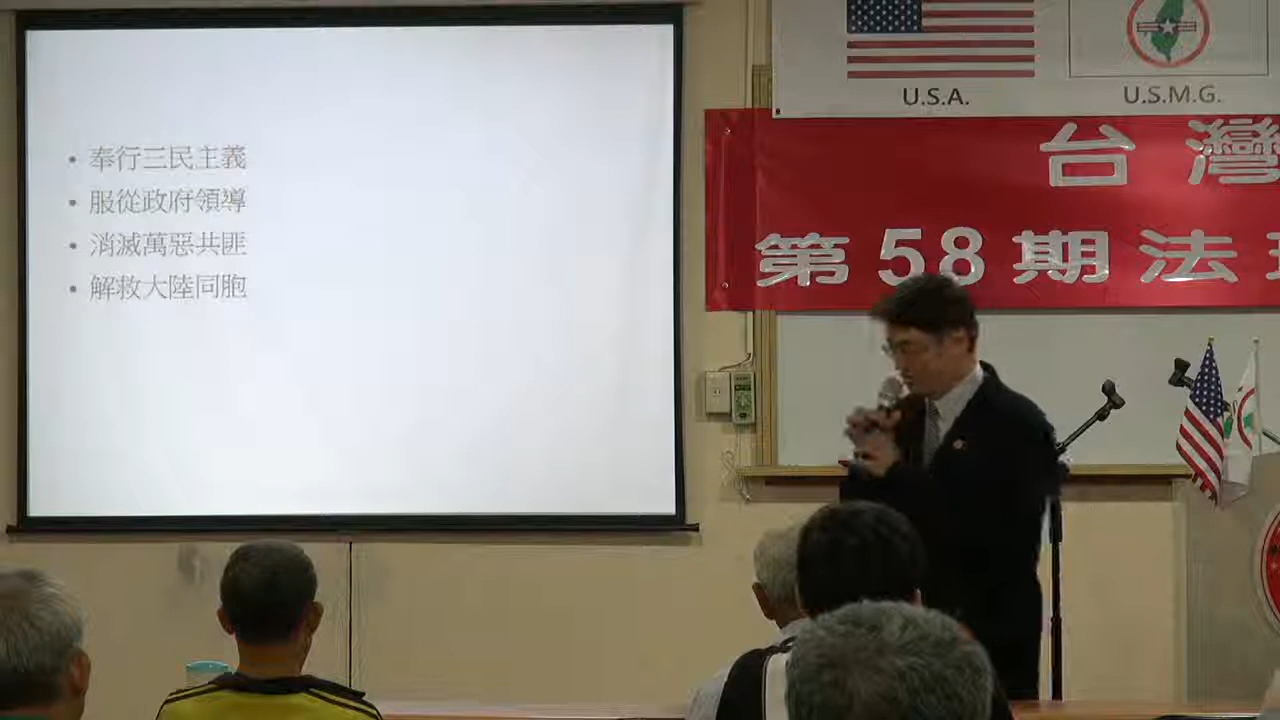 • 奉行三民主義
• 服從政府領導
• 消滅萬惡共匪
• 解救大陸同胞
U.S.A.
U.S.M.G.
台灣
第58期法